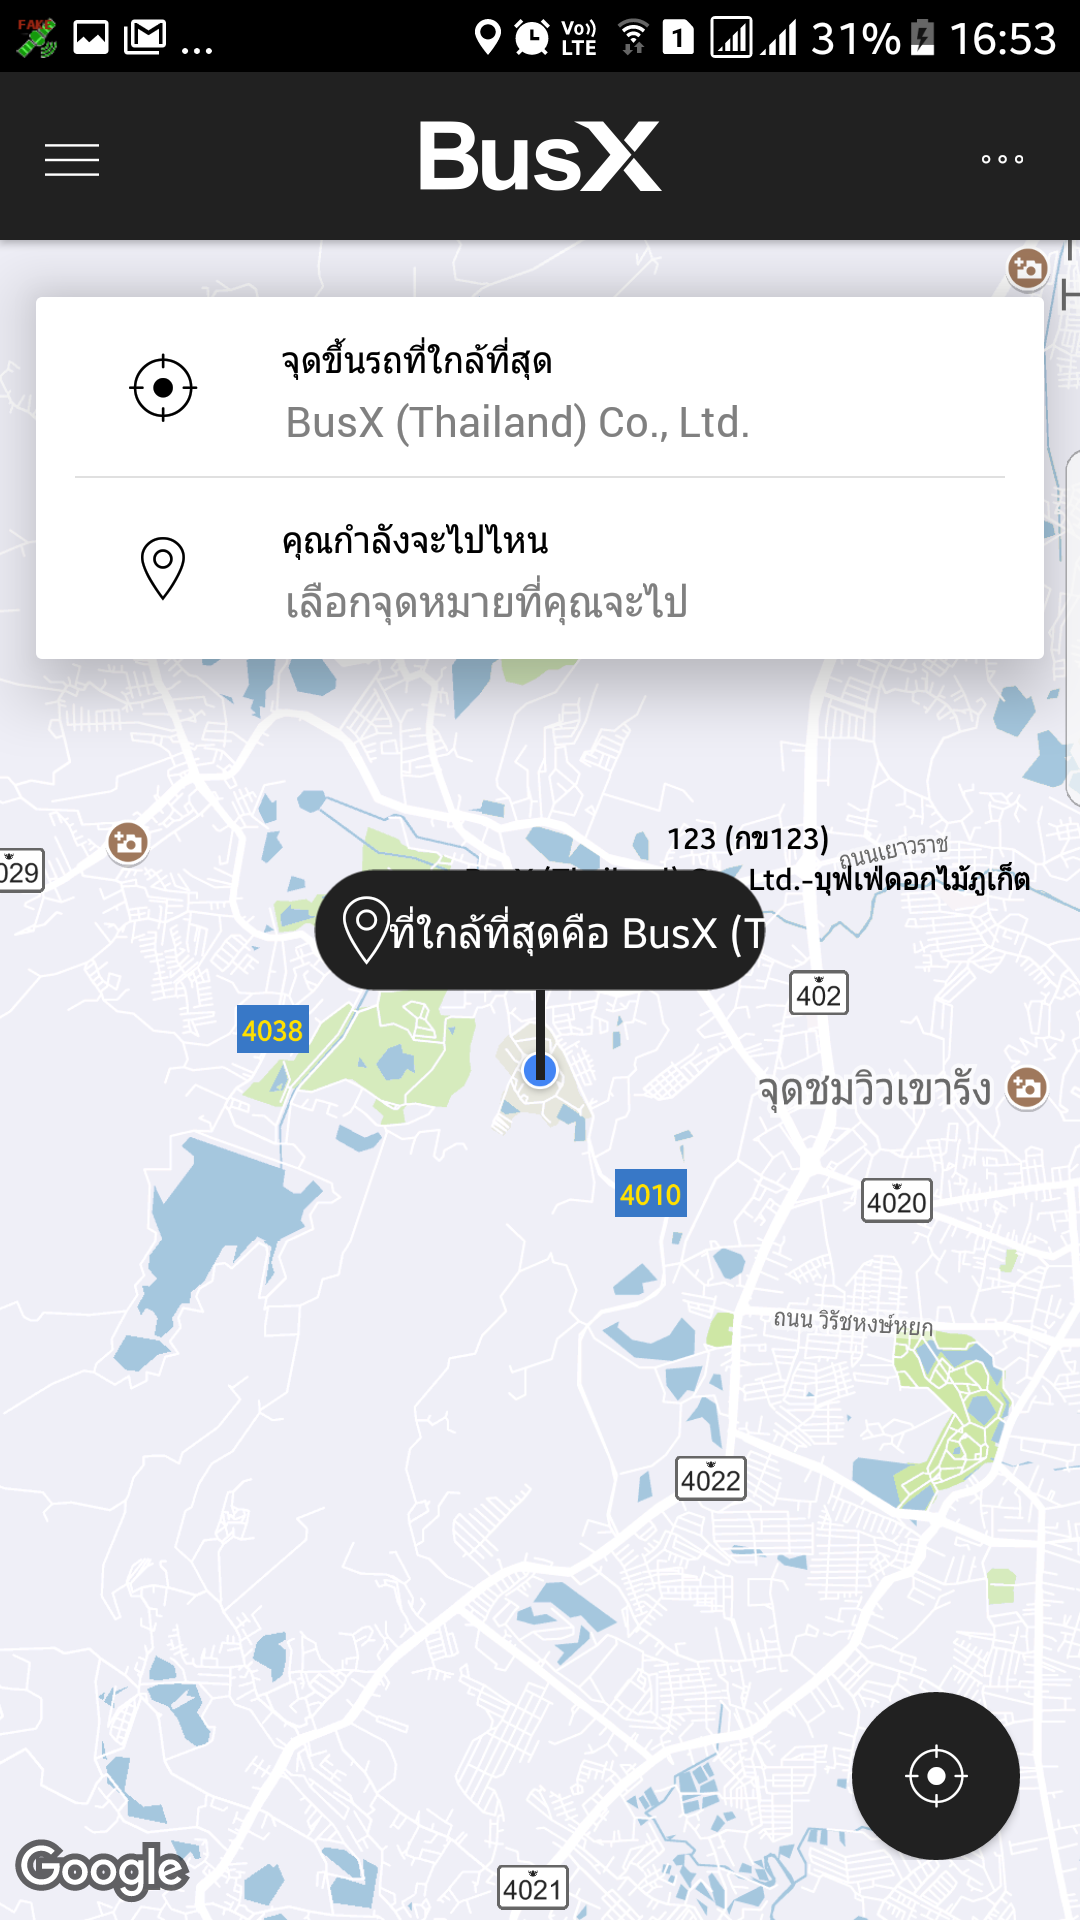 FAKE
Vo)) LTE 1 31% 16:53
BusX
จุดขึ้นรถที่ใกล้ที่สุด
BusX (Thailand) Co., Ltd.
คุณกำลังจะไปไหน
เลือกจุดหมายที่คุณจะไป
123 (กข123)
ถนนเยาวราช
029
Ltd.-บุฟเฟ่ดอกไม้ภูเก็ต
ที่ใกล้ที่สุดคือ BusX (T
402
4038
จุดชมวิวเขารัง
4010
4020
ถนน วิรัชหงษ์หยก
4022
Google
4021